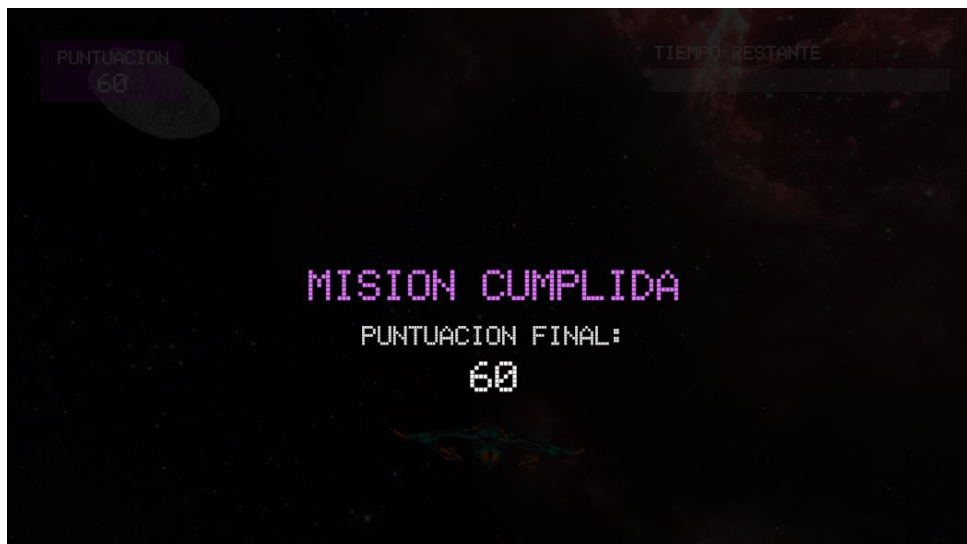 PUNTUACION
60
TIEMPO RESTANTE
MISION CUMPLIDA
PUNTUACION FINAL:
60